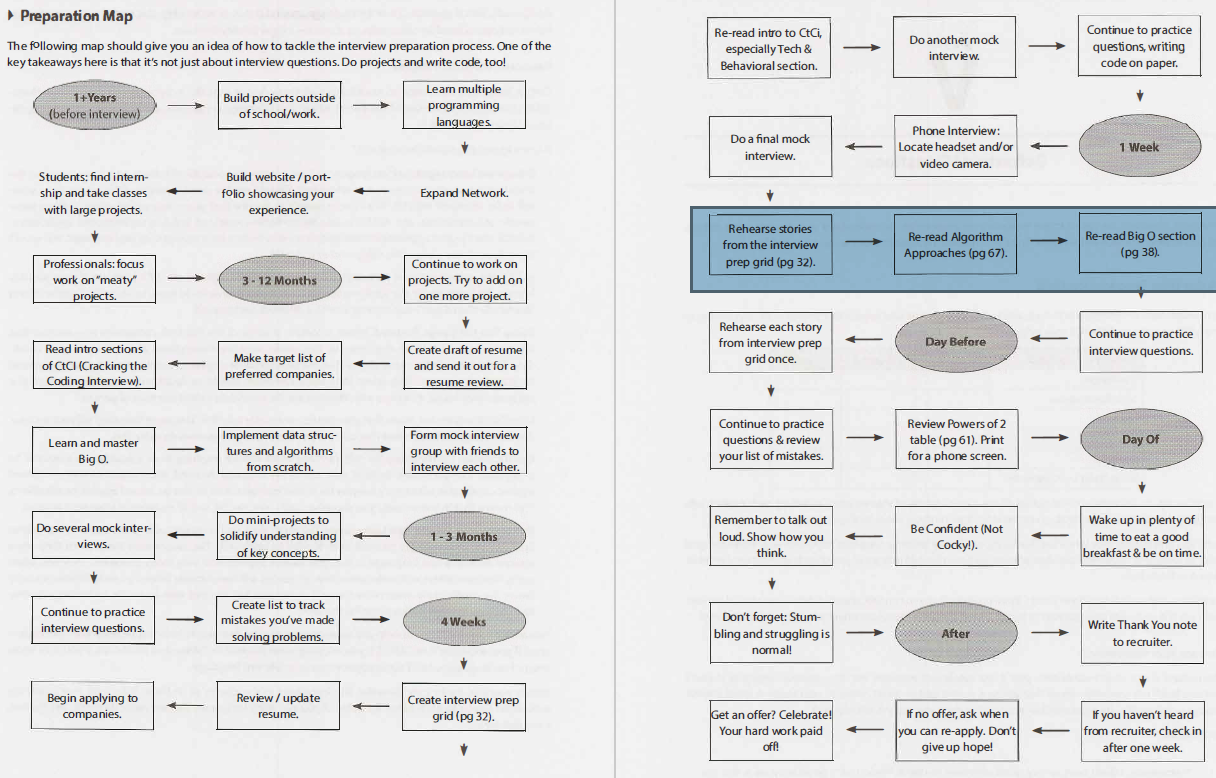 Preparation Map
The following map should give you an idea of how to tackle the interview preparation process. One of the
key takeaways here is that it's not just about interview questions. Do projects and write code, too!
1+ Years
(before interview)
Build projects outside
of school/work.
Learn multiple
programming
languages.
Expand Network.
Build website / port-
folio showcasing your
experience.
Students: find intern-
ship and take classes
with large projects.
Professionals: focus
work on "meaty"
projects.
3 - 12 Months
Continue to work on
projects. Try to add on
one more project.
Create draft of resume
and send it out for a
resume review.
Make target list of
preferred companies.
Read intro sections
of CtCI (Cracking the
Coding Interview).
Learn and master
Big O.
Implement data struc-
tures and algorithms
from scratch.
Form mock interview
group with friends to
interview each other.
1 - 3 Months
Do mini-projects to
solidify understanding
of key concepts.
Do several mock inter-
views.
Continue to practice
interview questions.
Create list to track
mistakes you've made
solving problems.
4 Weeks
Create interview prep
grid (pg 32).
Review / update
resume.
Begin applying to
companies.
Re-read intro to CtCi,
especially Tech &
Behavioral section.
Do another mock
interview.
Continue to practice
questions, writing
code on paper.
1 Week
Phone Interview:
Locate headset and/or
video camera.
Do a final mock
interview.
Rehearse stories
from the interview
prep grid (pg 32).
Re-read Algorithm
Approaches (pg 67).
Re-read Big O section
(pg 38).
Continue to practice
interview questions.
Day Before
Rehearse each story
from interview prep
grid once.
Continue to practice
questions & review
your list of mistakes.
Review Powers of 2
table (pg 61). Print
for a phone screen.
Day Of
Wake up in plenty of
time to eat a good
breakfast & be on time.
Be Confident (Not
Cocky!).
Remember to talk out
loud. Show how you
think.
Don't forget: Stum-
bling and struggling is
normal!
After
Write Thank You note
to recruiter.
If you haven't heard
from recruiter, check in
after one week.
If no offer, ask when
you can re-apply. Don't
give up hope!
Get an offer? Celebrate!
Your hard work paid
off!